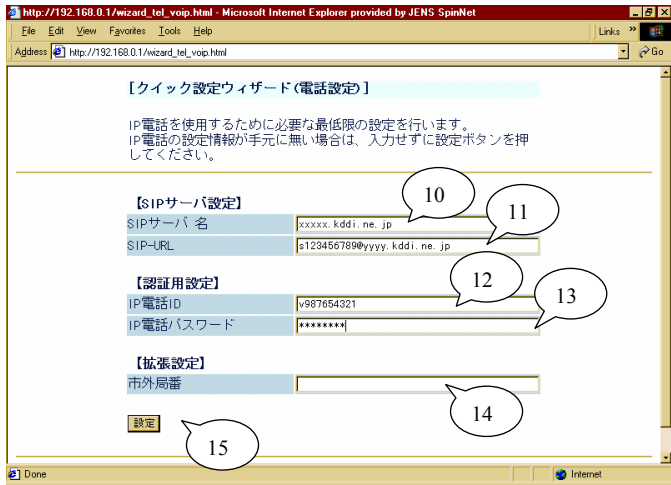 http://192.168.0.1/wizard_tel_voip.html - Microsoft Internet Explorer provided by JENS SpinNet
File Edit View Favorites Tools Help
Links »
Address http://192.168.0.1/wizard_tel_voip.html
Go
[クイック設定ウィザード(電話設定)]
IP電話を使用するために必要な最低限の設定を行います。
IP電話の設定情報が手元に無い場合は、入力せずに設定ボタンを押
してください。
【SIPサーバ設定】
10
SIPサーバ 名 xxxxx.kddi.ne.jp
11
SIP-URL s123456789@yyyy.kddi.ne.jp
【認証用設定】
12
IP電話ID v987654321
13
IP電話パスワード ********
【拡張設定】
市外局番
14
設定
15
Done
Internet